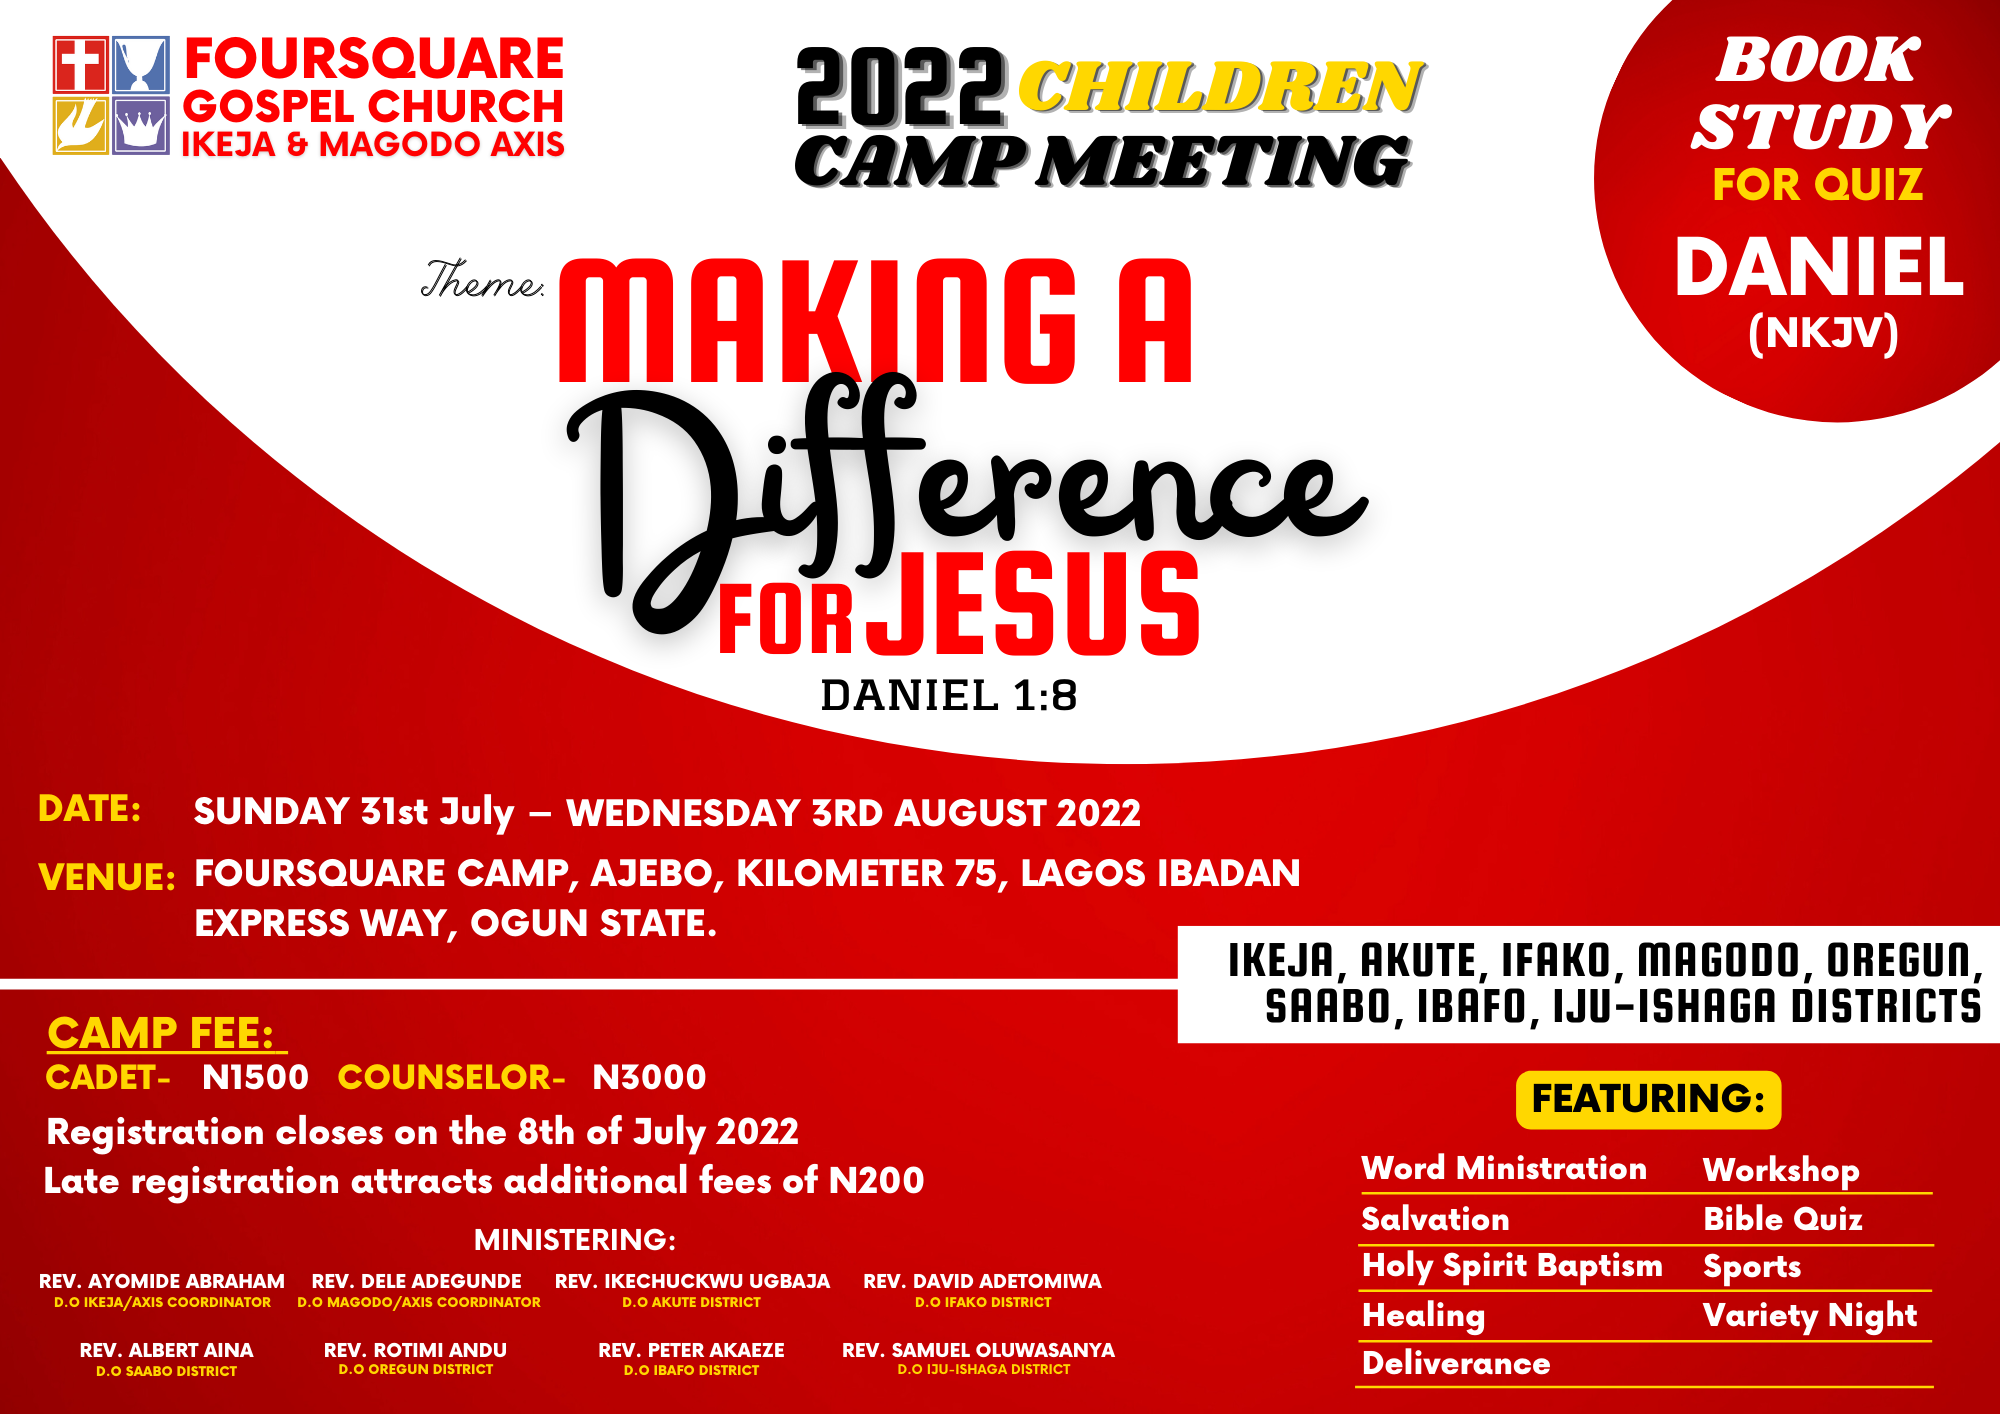 FOURSQUARE
GOSPEL CHURCH
IKEJA & MAGODO AXIS
2022 CHILDREN
CAMP MEETING
BOOK
STUDY
FOR QUIZ
DANIEL
(NKJV)
Theme:
MAKING A
Difference
FOR JESUS
DANIEL 1:8
DATE: SUNDAY 31st July – WEDNESDAY 3RD AUGUST 2022
VENUE: FOURSQUARE CAMP, AJEBO, KILOMETER 75, LAGOS IBADAN
EXPRESS WAY, OGUN STATE.
IKEJA, AKUTE, IFAKO, MAGODO, OREGUN,
SAABO, IBAFO, IJU-ISHAGA DISTRICTS
CAMP FEE:
CADET- N1500 COUNSELOR- N3000
Registration closes on the 8th of July 2022
Late registration attracts additional fees of N200
MINISTERING:
REV. AYOMIDE ABRAHAM REV. DELE ADEGUNDE REV. IKECHUCKWU UGBAJA REV. DAVID ADETOMIWA
D.O IKEJA/AXIS COORDINATOR D.O MAGODO/AXIS COORDINATOR D.O AKUTE DISTRICT D.O IFAKO DISTRICT
REV. ALBERT AINA REV. ROTIMI ANDU REV. PETER AKAEZE REV. SAMUEL OLUWASANYA
D.O SAABO DISTRICT D.O OREGUN DISTRICT D.O IBAFO DISTRICT D.O IJU-ISHAGA DISTRICT
FEATURING:
Word Ministration Workshop
Salvation Bible Quiz
Holy Spirit Baptism Sports
Healing Variety Night
Deliverance